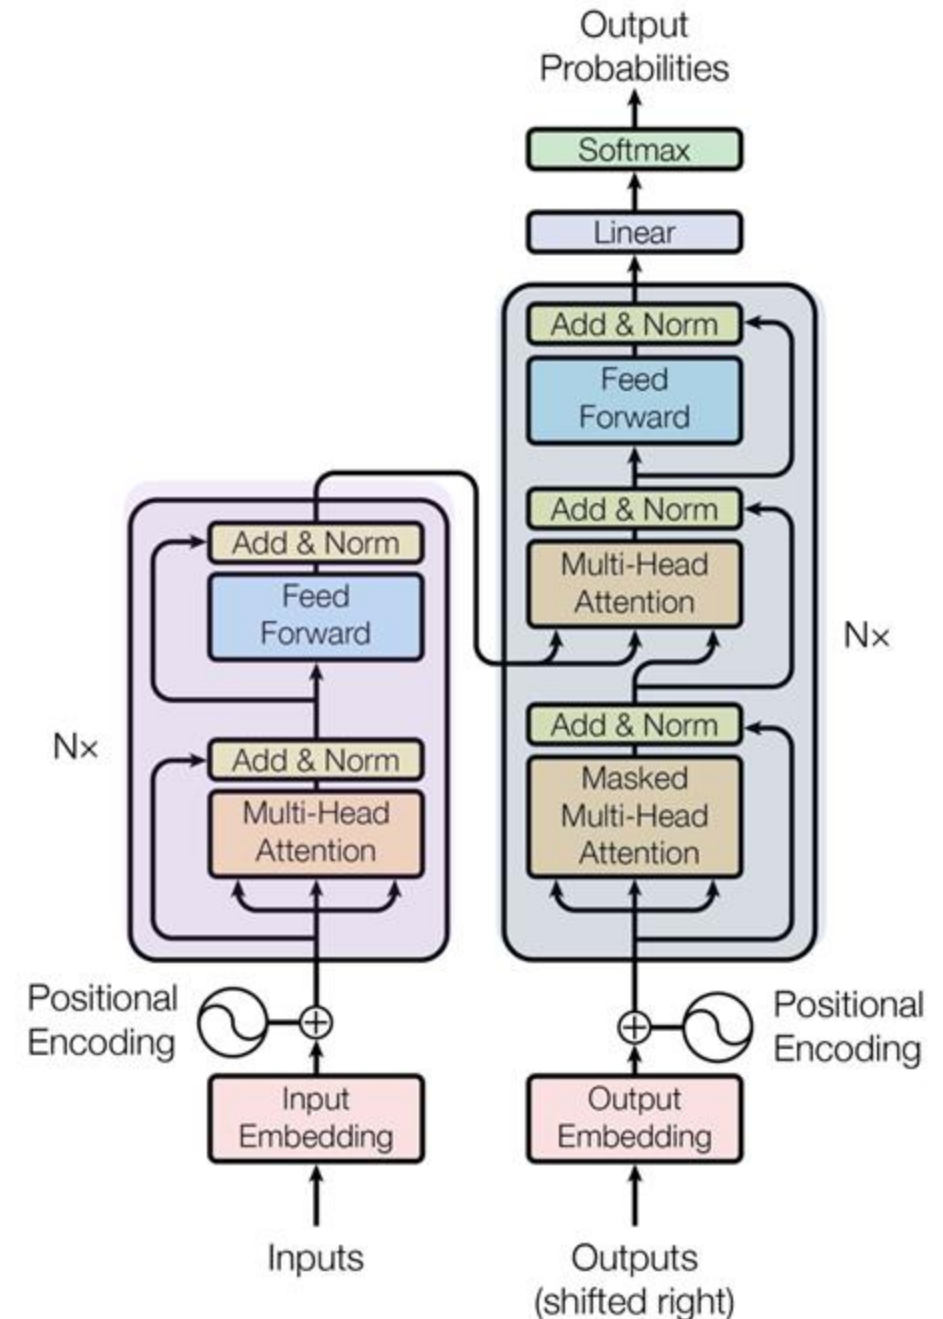 Output
Probabilities
Softmax
Linear
Add & Norm
Feed
Forward
Add & Norm
Multi-Head
Attention
Nx
Add & Norm
Masked
Multi-Head
Attention
Add & Norm
Feed
Forward
Nx
Add & Norm
Multi-Head
Attention
Positional
Encoding
Positional
Encoding
Input
Embedding
Output
Embedding
Inputs
Outputs
(shifted right)